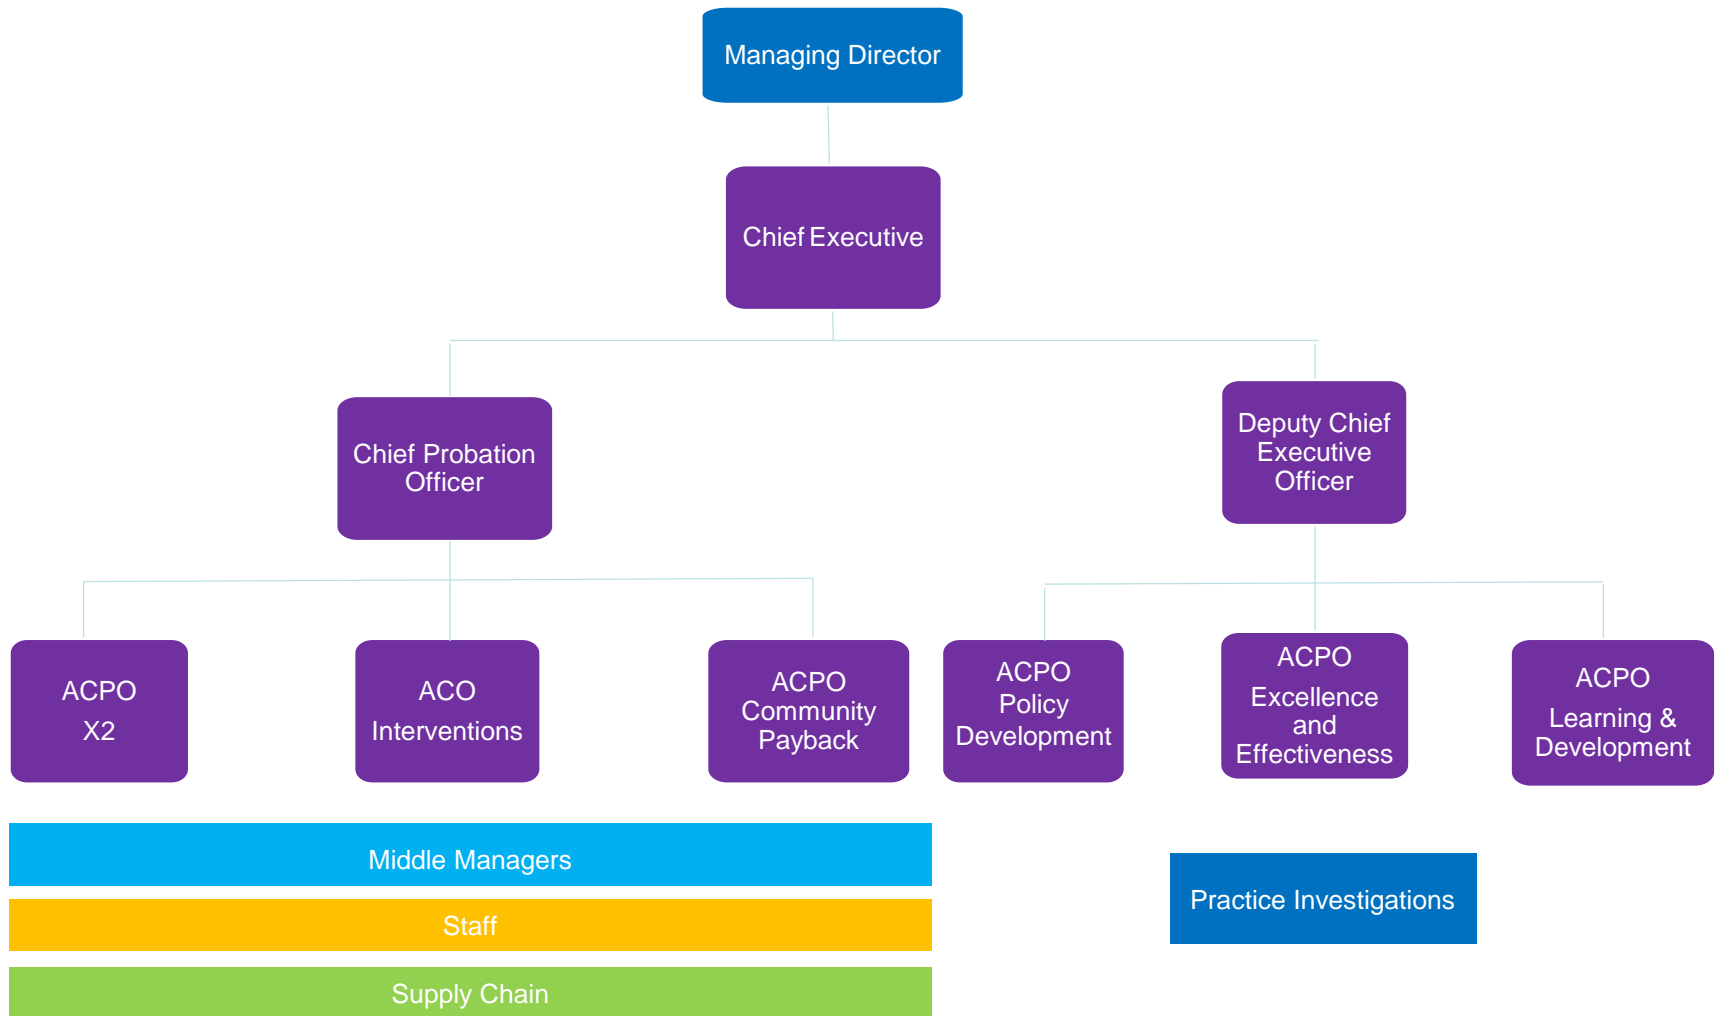 Managing Director
Chief Executive
Chief Probation
Officer
Deputy Chief
Executive
Officer
ACPO
X2
ACO
Interventions
ACPO
Community
Payback
ACPO
Policy
Development
ACPO
Excellence
and
Effectiveness
ACPO
Learning &
Development
Middle Managers
Staff
Supply Chain
Practice Investigations